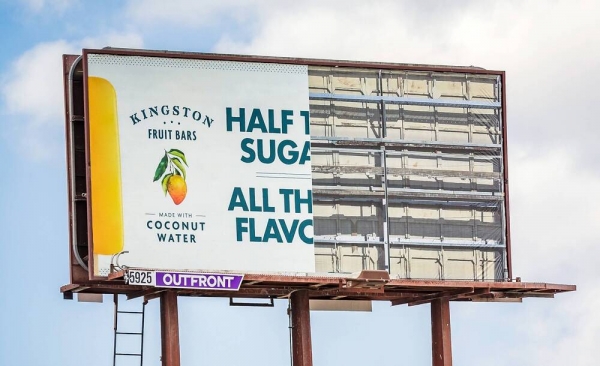 KINGSTON
FRUIT BARS
MADE WITH
COCONUT
WATER
HALF T
SUGA
ALL TH
FLAVO
5925 OUTFRONT